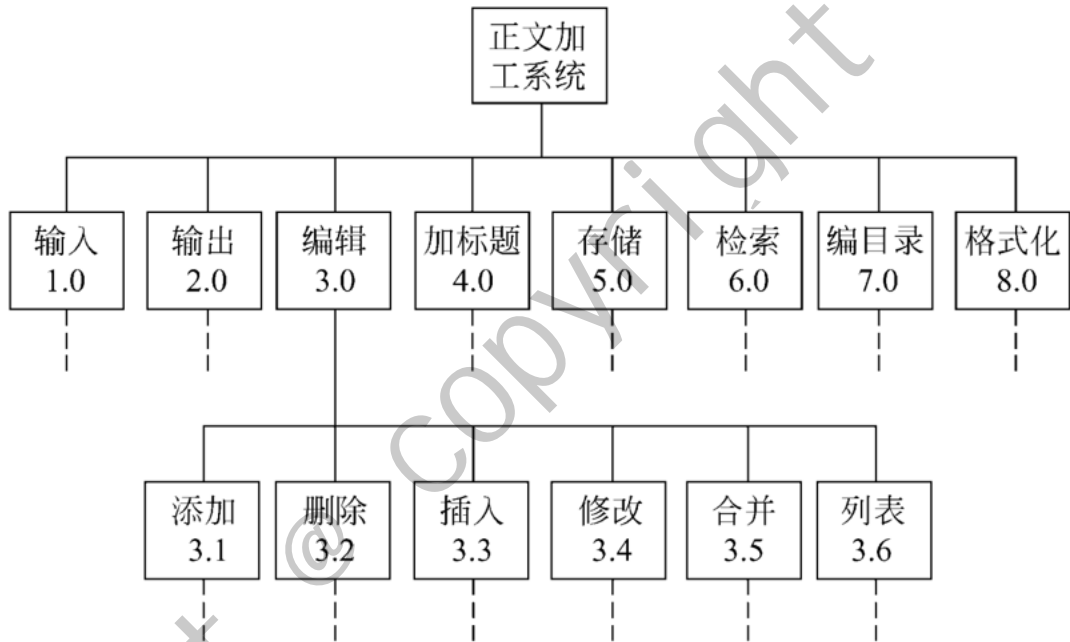 正文加
工系统
输入
1.0
输出
2.0
编辑
3.0
加标题
4.0
存储
5.0
检索
6.0
编目录
7.0
格式化
8.0
添加
3.1
删除
3.2
插入
3.3
修改
3.4
合并
3.5
列表
3.6
@ copyright